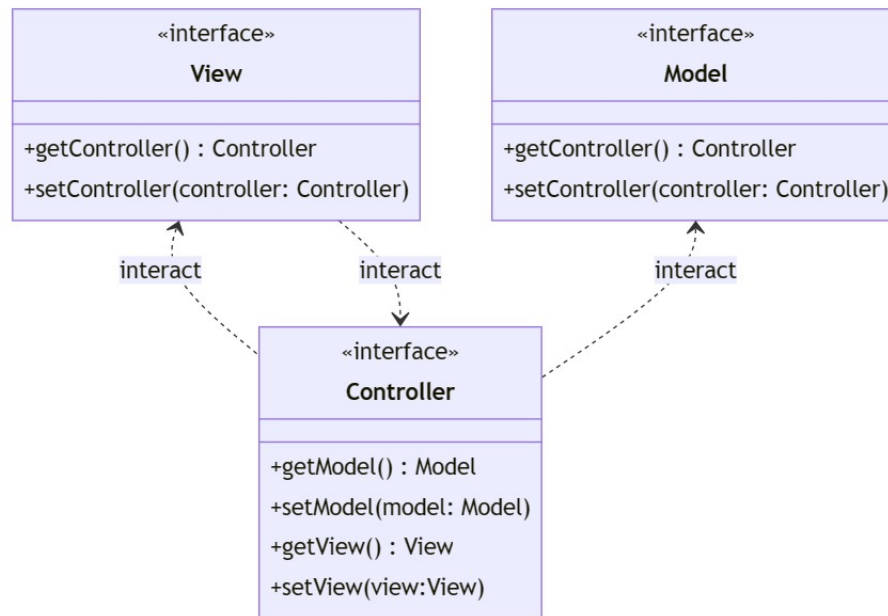 «interface»
View
+getController() : Controller
+setController(controller: Controller)
«interface»
Model
+getController() : Controller
+setController(controller: Controller)
interact
interact
interact
«interface»
Controller
+getModel() : Model
+setModel(model: Model)
+getView() : View
+setView(view:View)